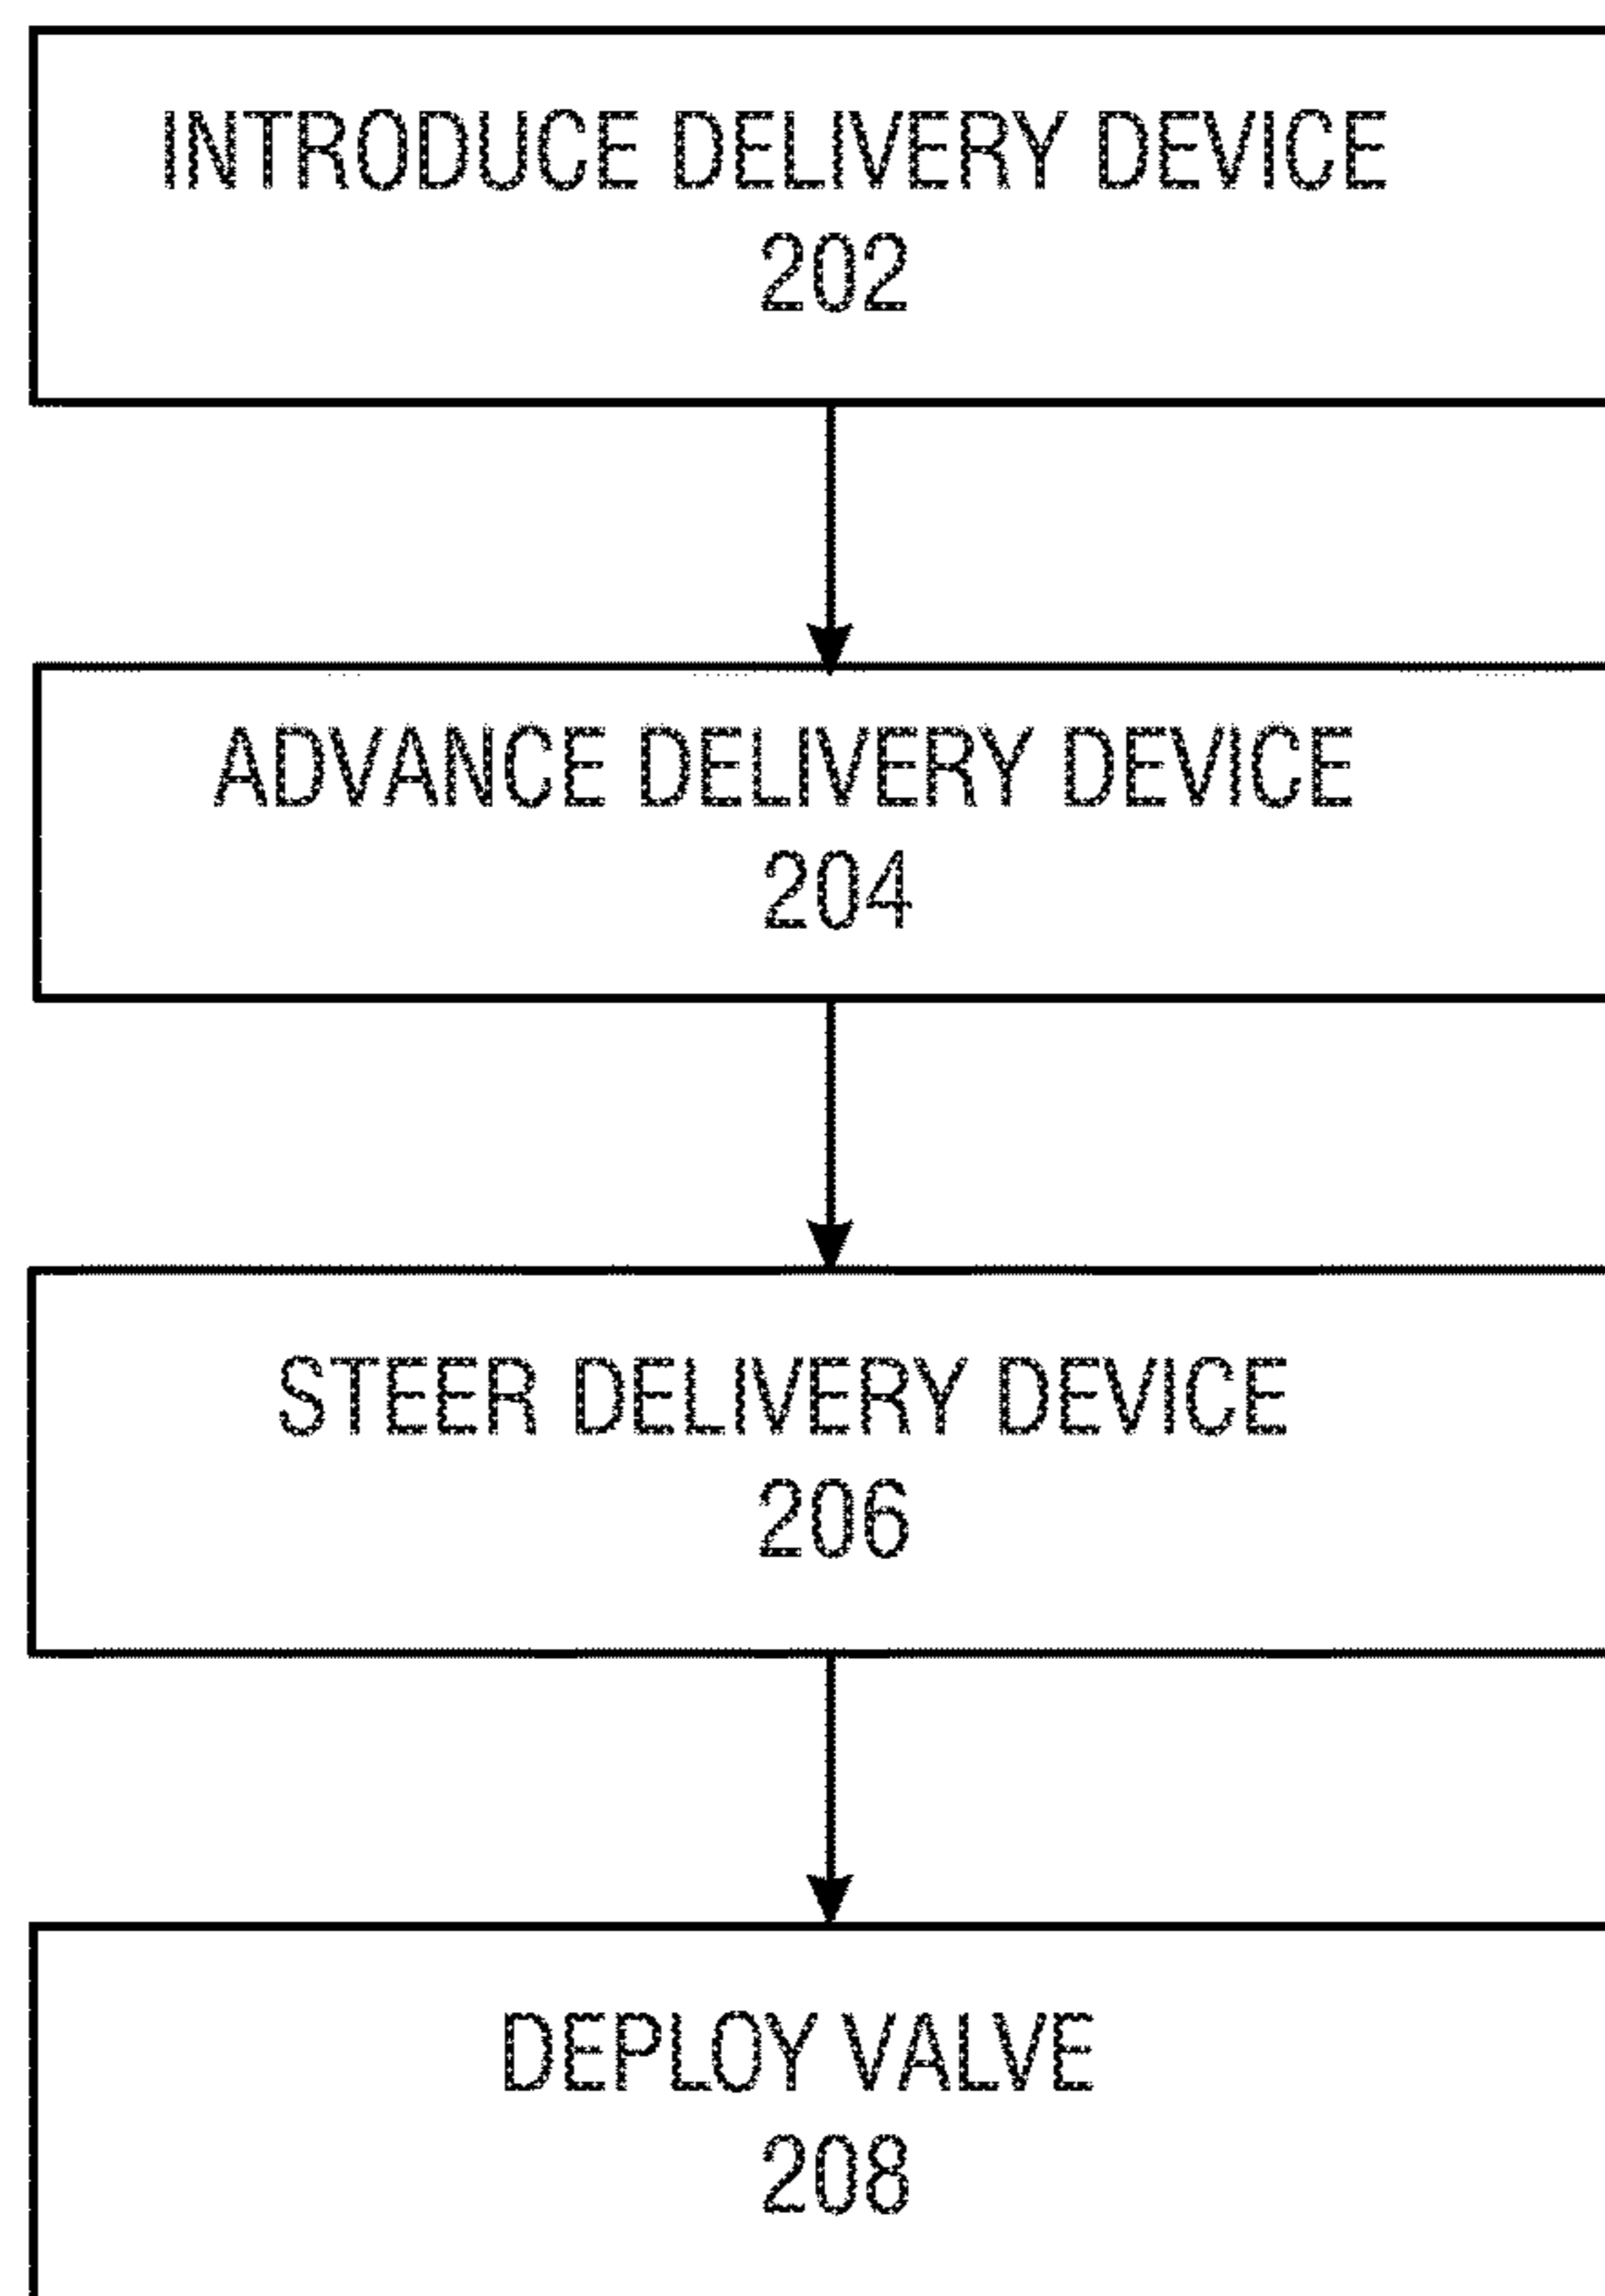 INTRODUCE DELIVERY DEVICE
202
ADVANCE DELIVERY DEVICE
204
STEER DELIVERY DEVICE
206
DEPLOY VALVE
208